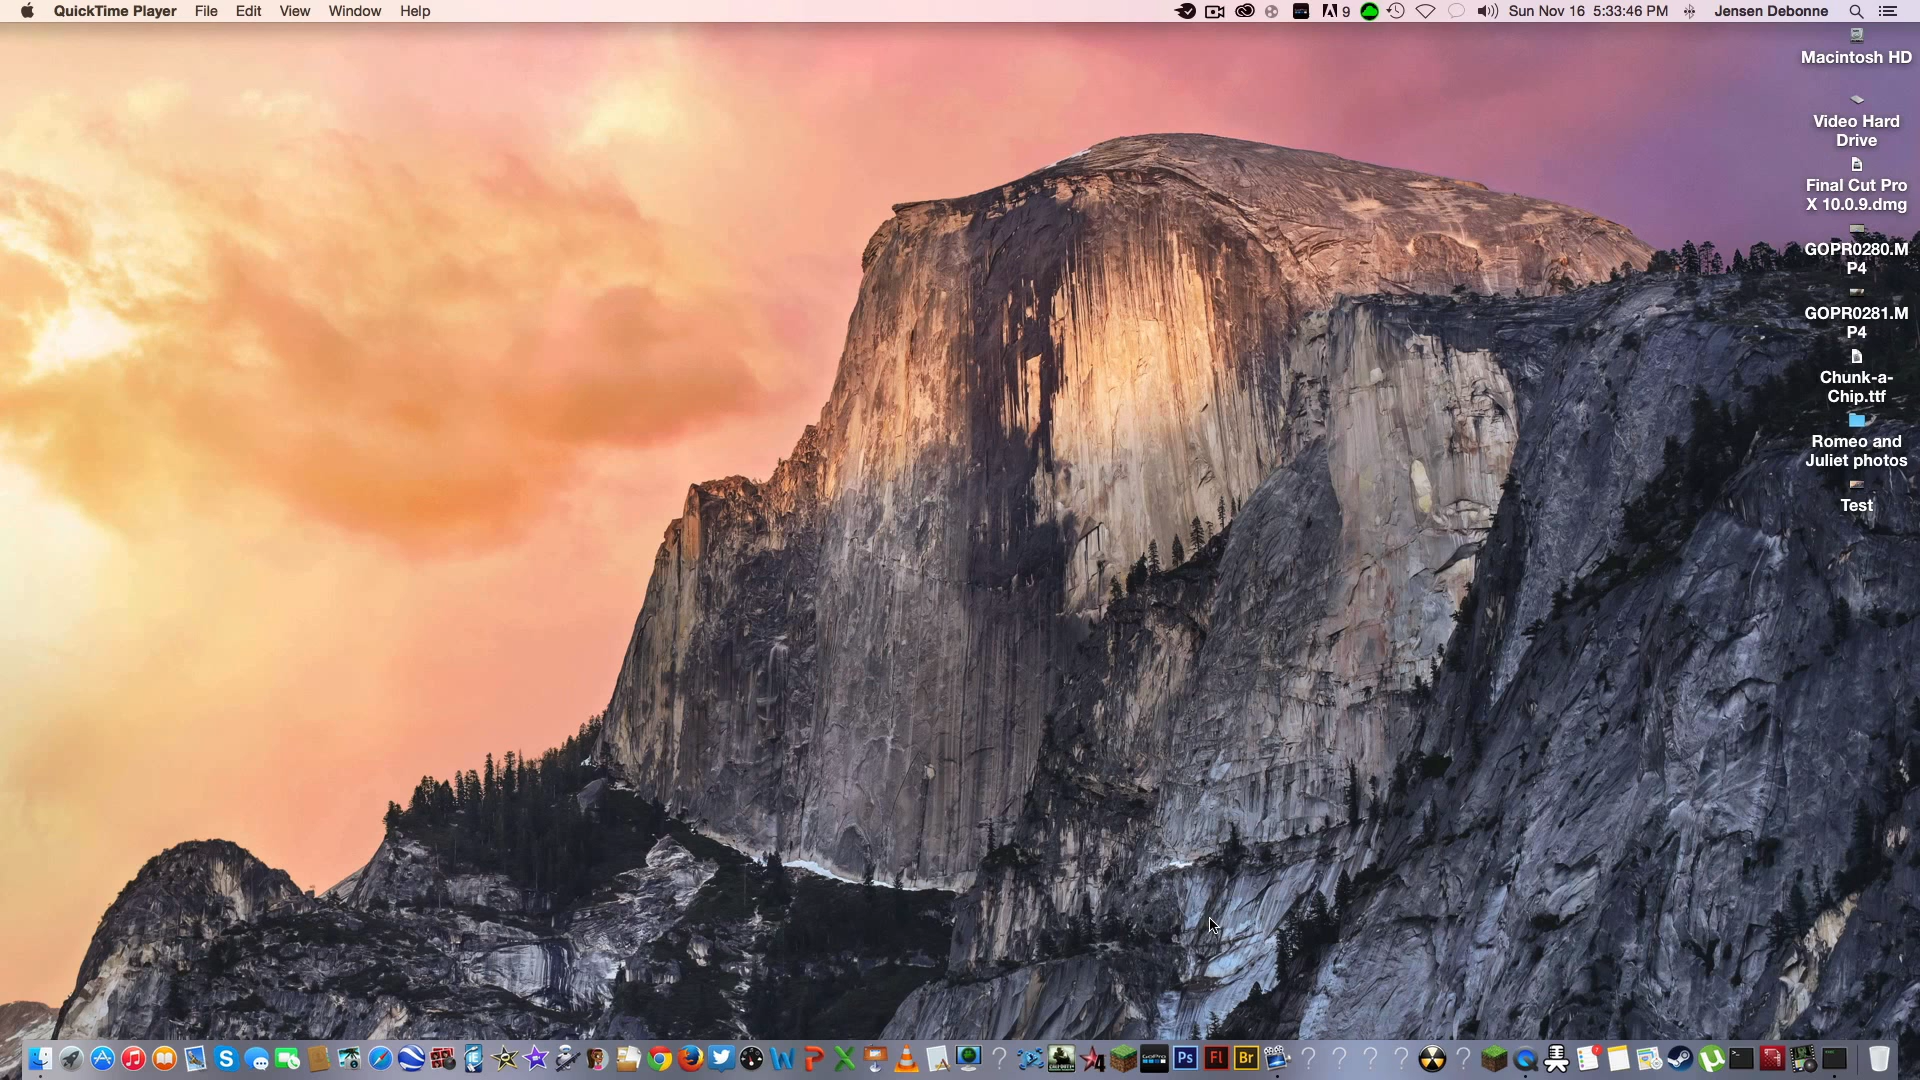 QuickTime Player File Edit View Window Help 9 Sun Nov 16 5:33:46 PM Jensen Debonne
Macintosh HD
Video Hard
Drive
Final Cut Pro
X 10.0.9.dmg
GOPR0280.M
P4
GOPR0281.M
P4
Chunk-a-
Chip.ttf
Romeo and
Juliet photos
Test
Ps Fl Br